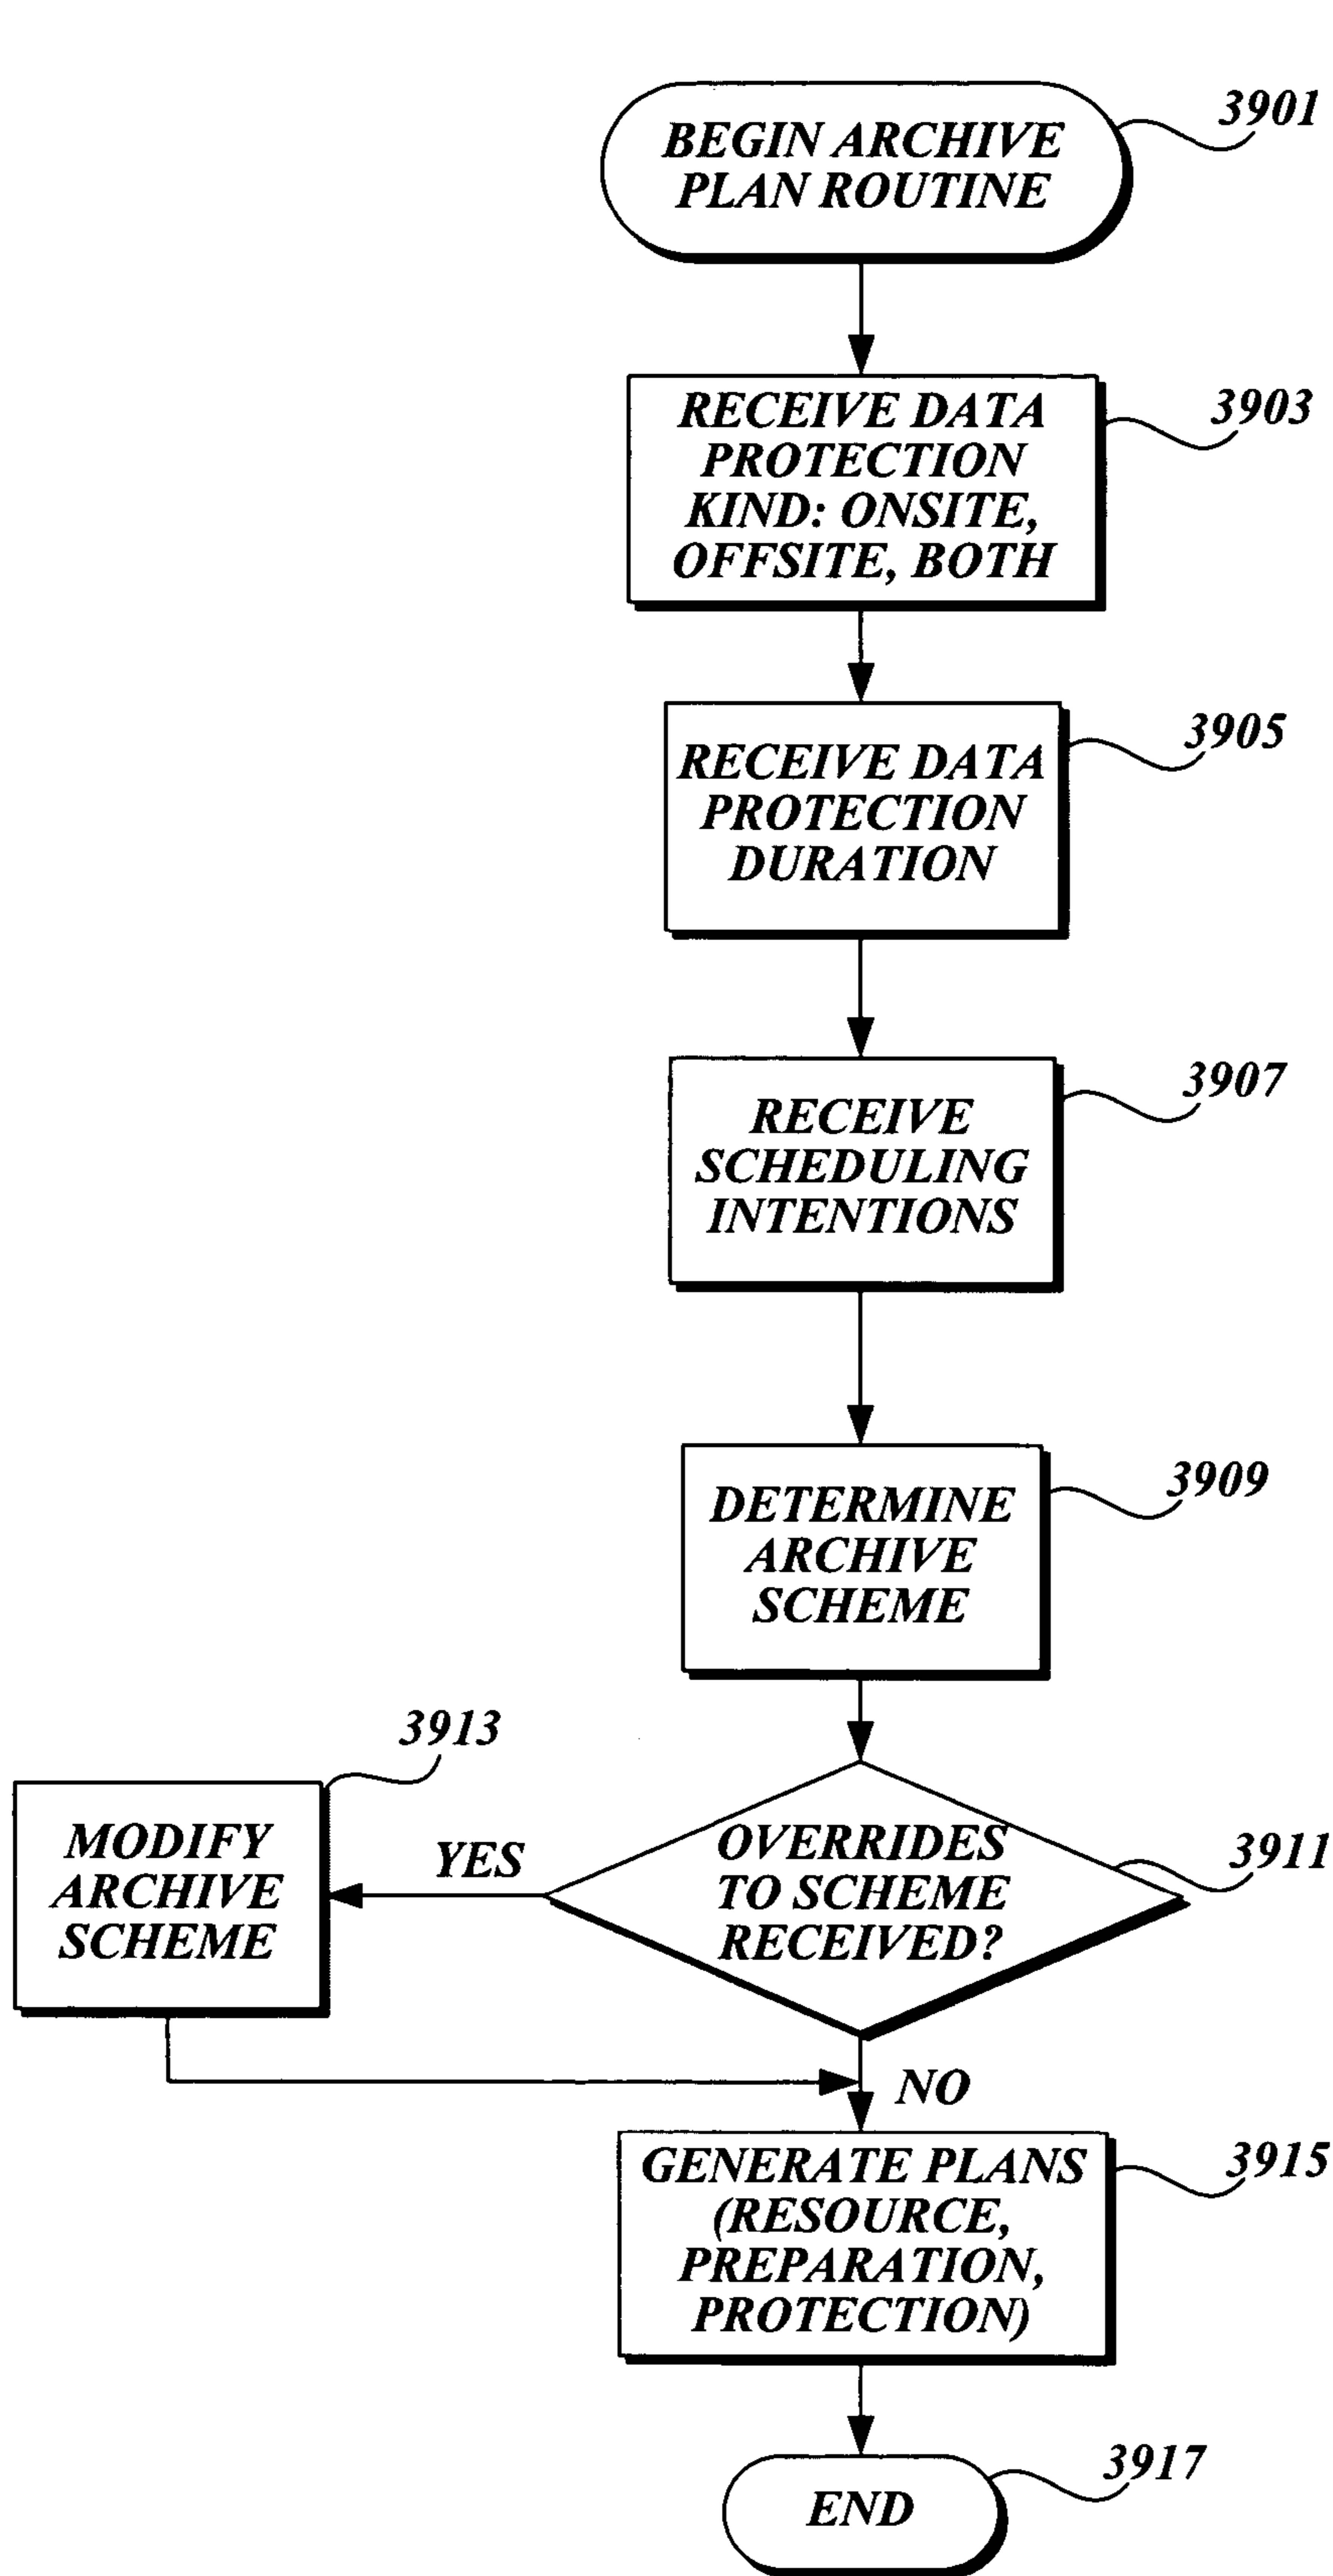 3901
BEGIN ARCHIVE
PLAN ROUTINE
3903
RECEIVE DATA
PROTECTION
KIND: ONSITE,
OFFSITE, BOTH
3905
RECEIVE DATA
PROTECTION
DURATION
3907
RECEIVE
SCHEDULING
INTENTIONS
3909
DETERMINE
ARCHIVE
SCHEME
3911
OVERRIDES
TO SCHEME
RECEIVED?
YES
3913
MODIFY
ARCHIVE
SCHEME
NO
3915
GENERATE PLANS
(RESOURCE,
PREPARATION,
PROTECTION)
3917
END